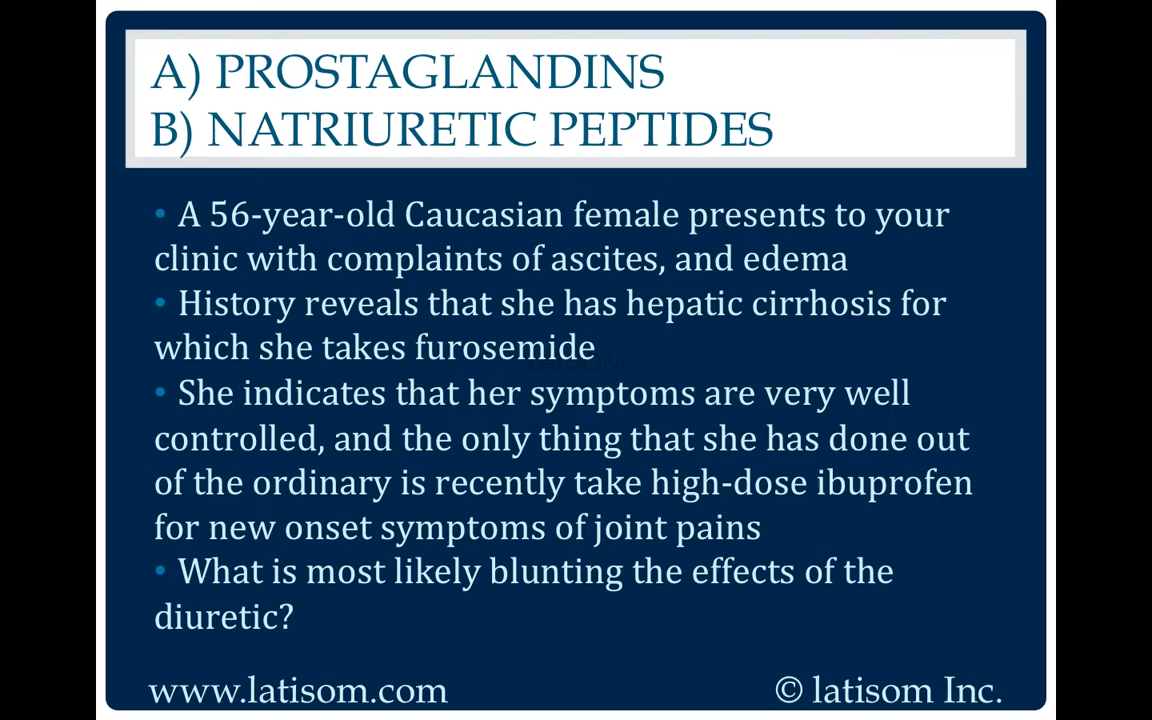 A) PROSTAGLANDINS
B) NATRIURETIC PEPTIDES
• A 56-year-old Caucasian female presents to your
clinic with complaints of ascites, and edema
• History reveals that she has hepatic cirrhosis for
which she takes furosemide
• She indicates that her symptoms are very well
controlled, and the only thing that she has done out
of the ordinary is recently take high-dose ibuprofen
for new onset symptoms of joint pains
• What is most likely blunting the effects of the
diuretic?
www.latisom.com © latisom Inc.